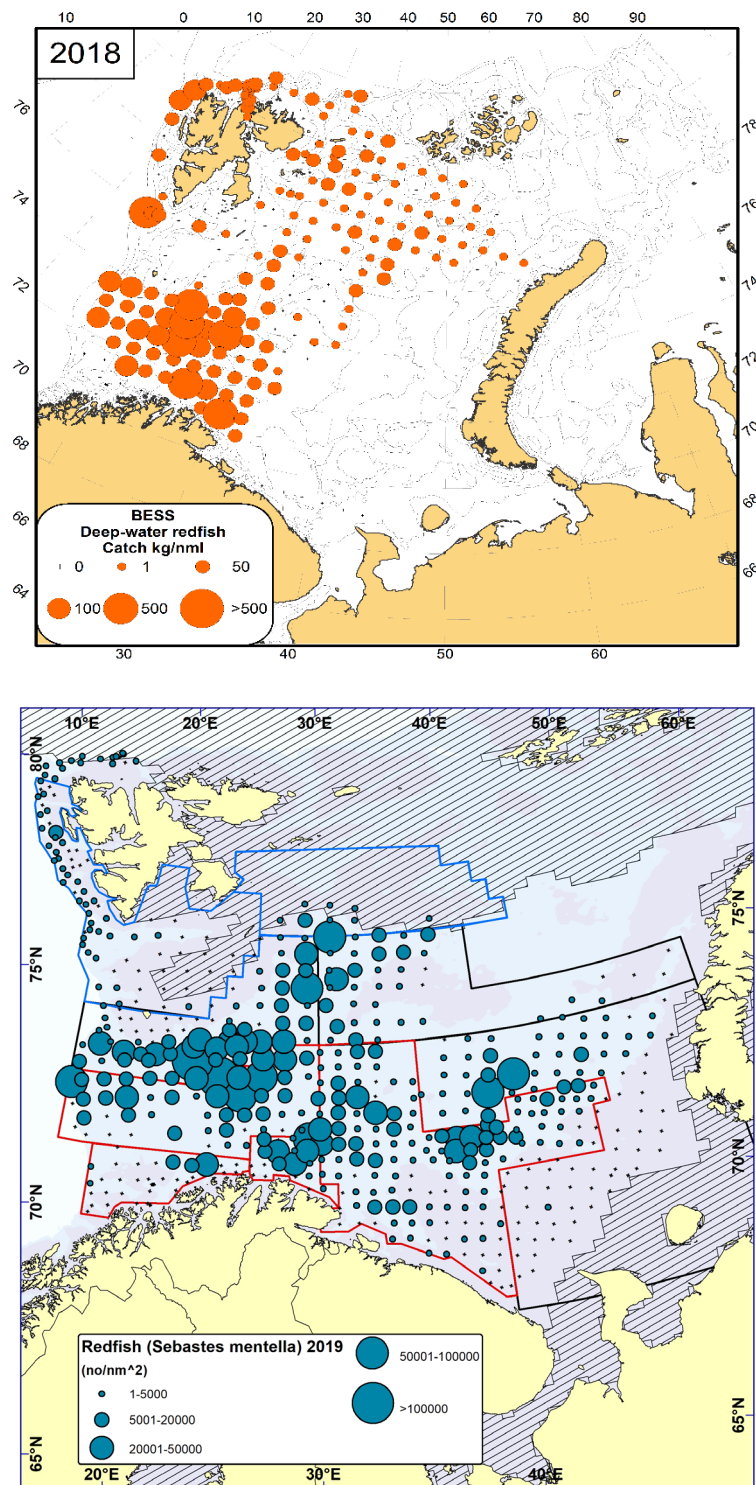 10 0 10 20 30 40 50 60 70 80 90
2018
76
74
72
70
68
66
64
78
76
74
72
70
68
66
BESS
Deep-water redfish
Catch kg/nml
0 1 50
100 500 >500
30 40 50 60
10°E 20°E 30°E 40°E 50°E 60°E
80°N
75°N
75°N
70°N
70°N
65°N
65°N
Redfish (Sebastes mentella) 2019
(no/nm^2)
1-5000
5001-20000
20001-50000
50001-100000
>100000
20°E 30°E 40°E